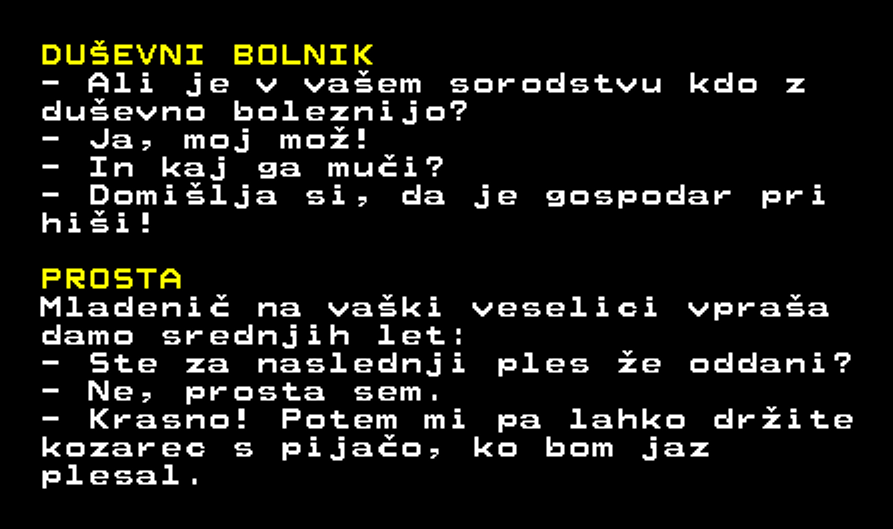 DUŠEVNI BOLNIK
- Ali je v vašem sorodstvu kdo z
duševno boleznijo?
- Ja, moj mož!
- In kaj ga muči?
- Domišlja si, da je gospodar pri
hiši!
PROSTA
Mladenič na vaški veselici vpraša
damo srednjih let:
- Ste za naslednji ples že oddani?
- Ne, prosta sem.
- Krasno! Potem mi pa lahko držite
kozarec s pijačo, ko bom jaz
plesal.